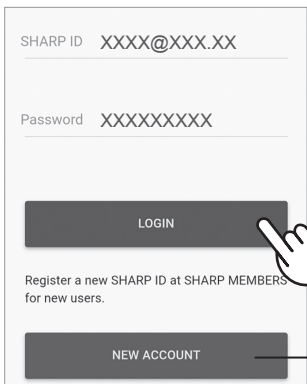 SHARP ID XXXX@XXX.XX
Password XXXXXXXXX
LOGIN
Register a new SHARP ID at SHARP MEMBERS
for new users.
NEW ACCOUNT